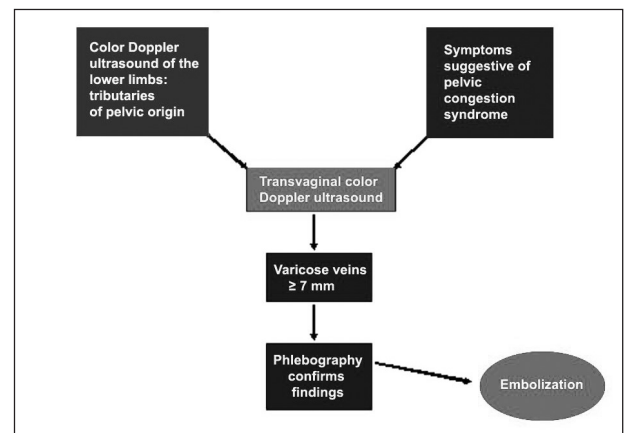 Color Doppler
ultrasound of the
lower limbs:
tributaries
of pelvic origin
Symptoms
suggestive of
pelvic
congestion
syndrome
Transvaginal color
Doppler ultrasound
Varicose veins
≥ 7 mm
Phlebography
confirms
findings
Embolization